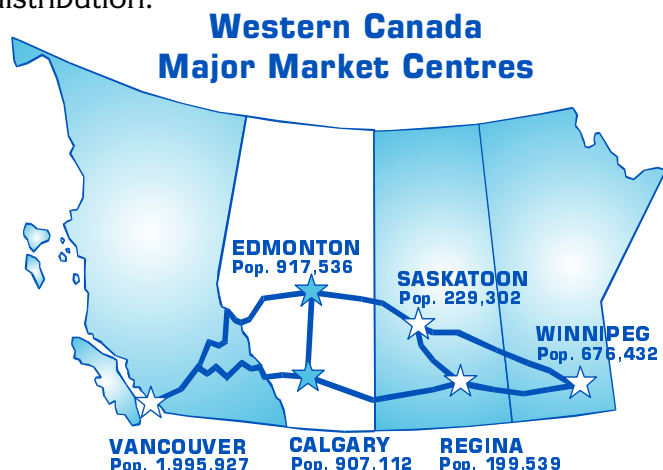 distribution.
Western Canada
Major Market Centres
EDMONTON
Pop. 917,536
SASKATOON
Pop. 229,302
WINNIPEG
Pop. 676,432
VANCOUVER
Pop. 1,995,927
CALGARY
Pop. 907,112
REGINA
Pop. 199,539